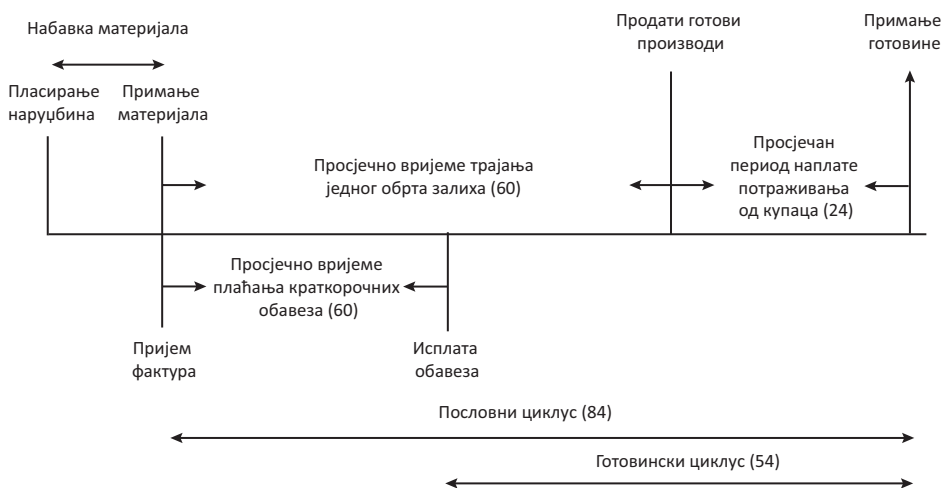 Набавка материјала
Продати готови
производи
Примање
готовине
Пласирање
наруџбина
Примање
материјала
Просјечно вријеме трајања
једног обрта залиха (60)
Просјечан
период наплате
потраживања
од купаца (24)
Просјечно вријеме
плаћања краткорочних
обавеза (60)
Пријем
фактура
Исплата
обавеза
Пословни циклус (84)
Готовински циклус (54)